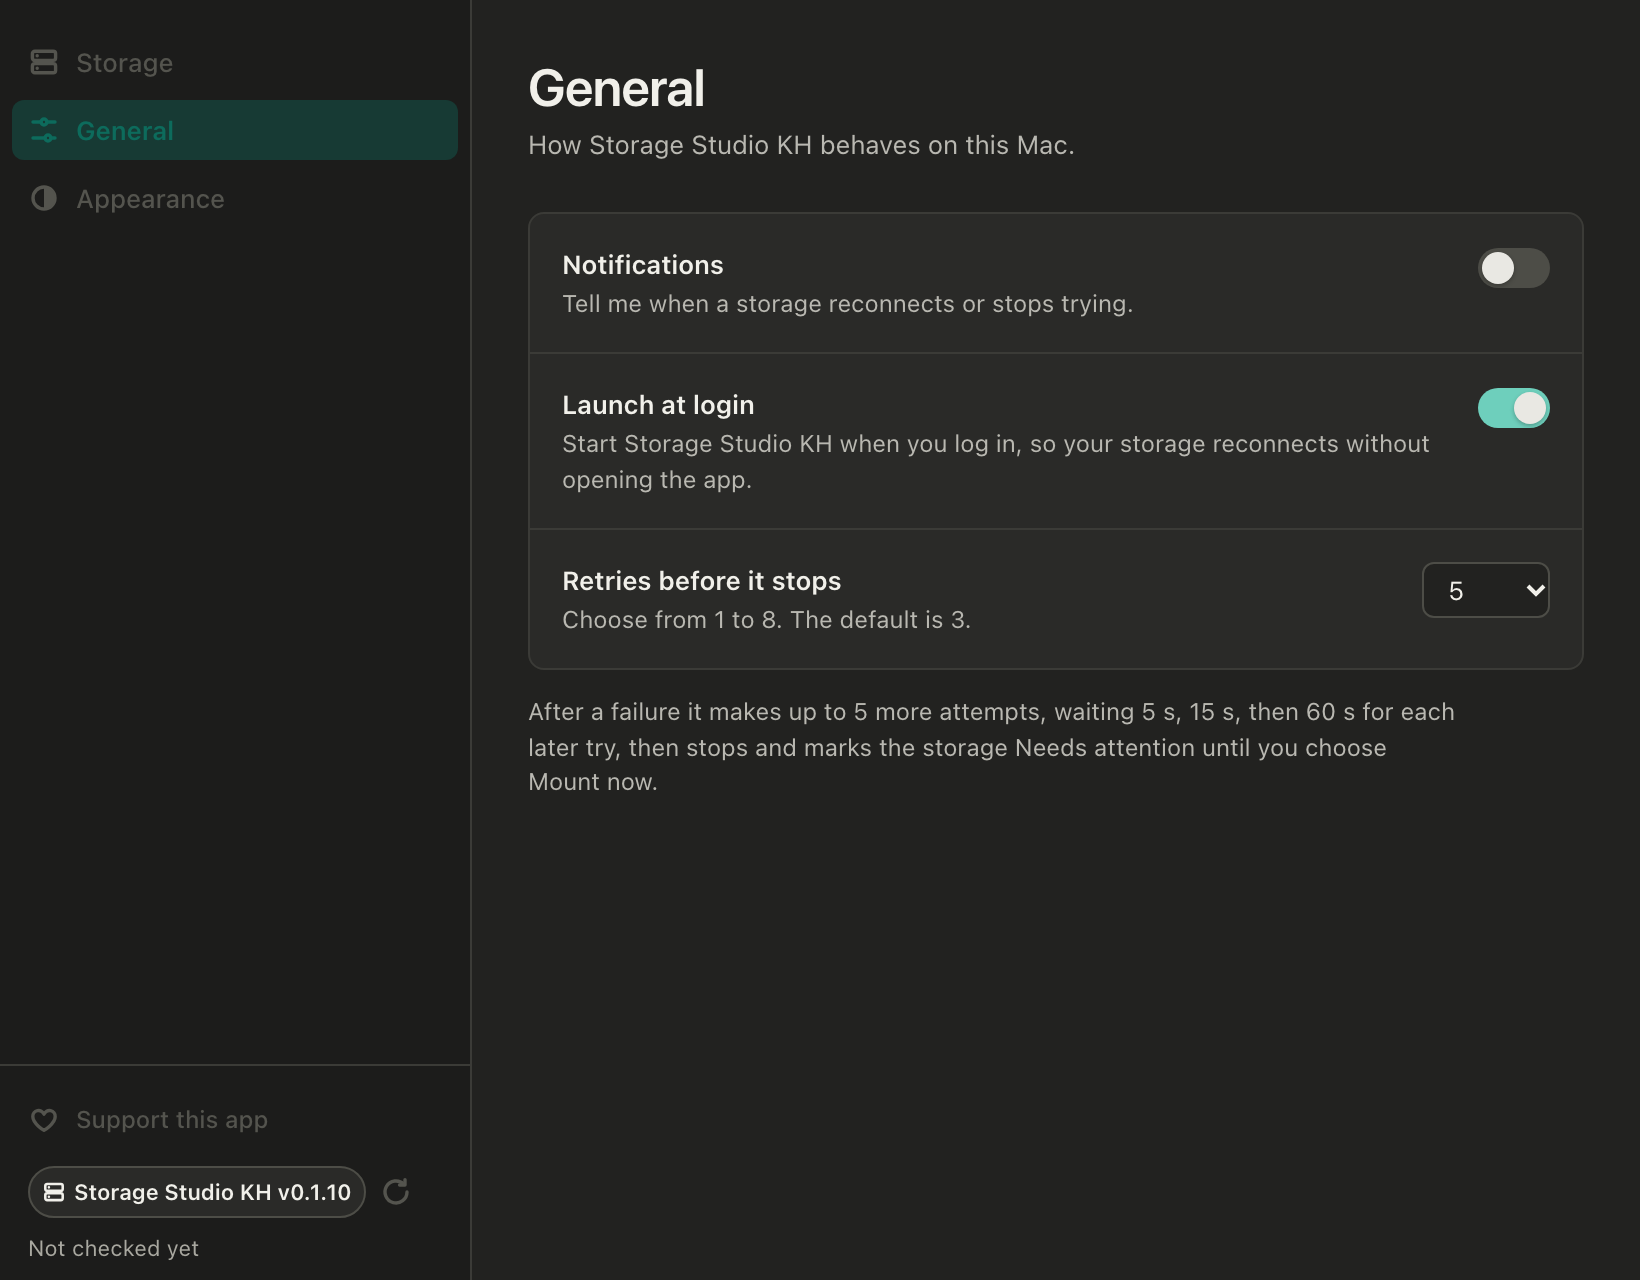 Storage
General
Appearance
Support this app
Storage Studio KH v0.1.10
Not checked yet
General
How Storage Studio KH behaves on this Mac.
Notifications
Tell me when a storage reconnects or stops trying.
Launch at login
Start Storage Studio KH when you log in, so your storage reconnects without
opening the app.
Retries before it stops
Choose from 1 to 8. The default is 3.
5
After a failure it makes up to 5 more attempts, waiting 5 s, 15 s, then 60 s for each
later try, then stops and marks the storage Needs attention until you choose
Mount now.